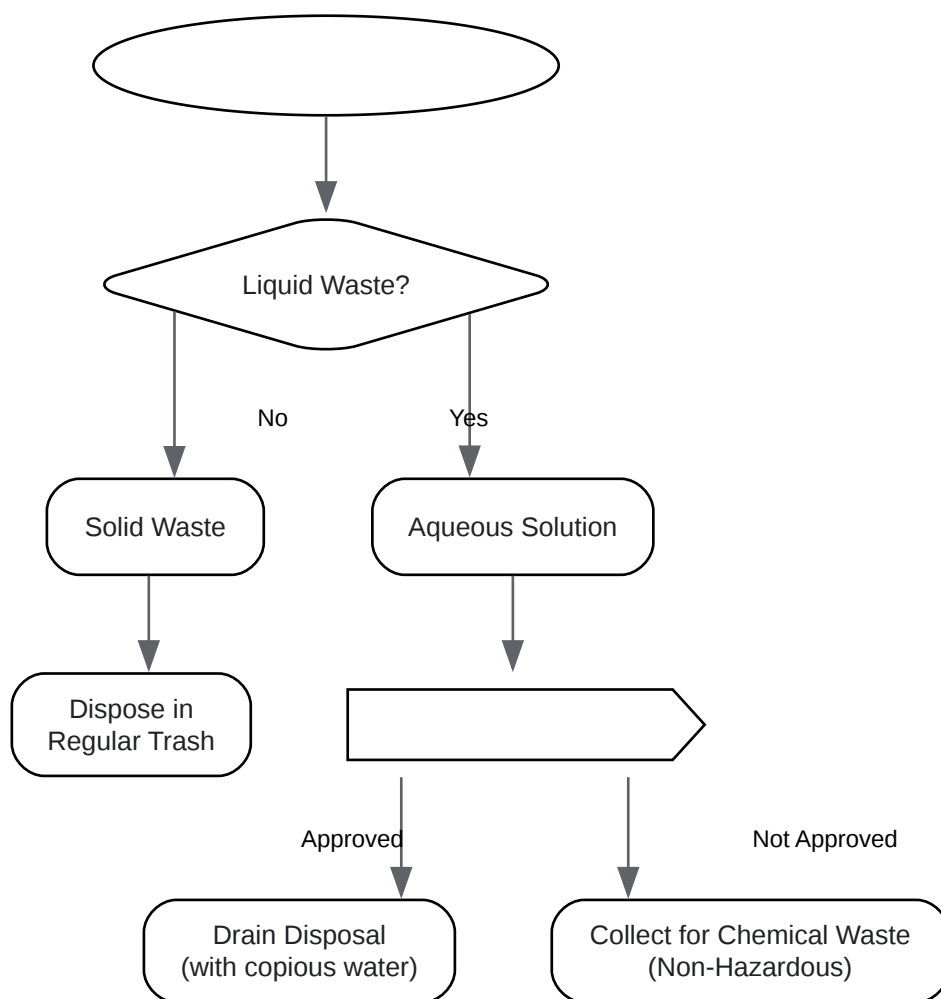 Liquid Waste?
No
Yes
Solid Waste
Aqueous Solution
Dispose in
Regular Trash
Approved
Not Approved
Drain Disposal
(with copious water)
Collect for Chemical Waste
(Non-Hazardous)